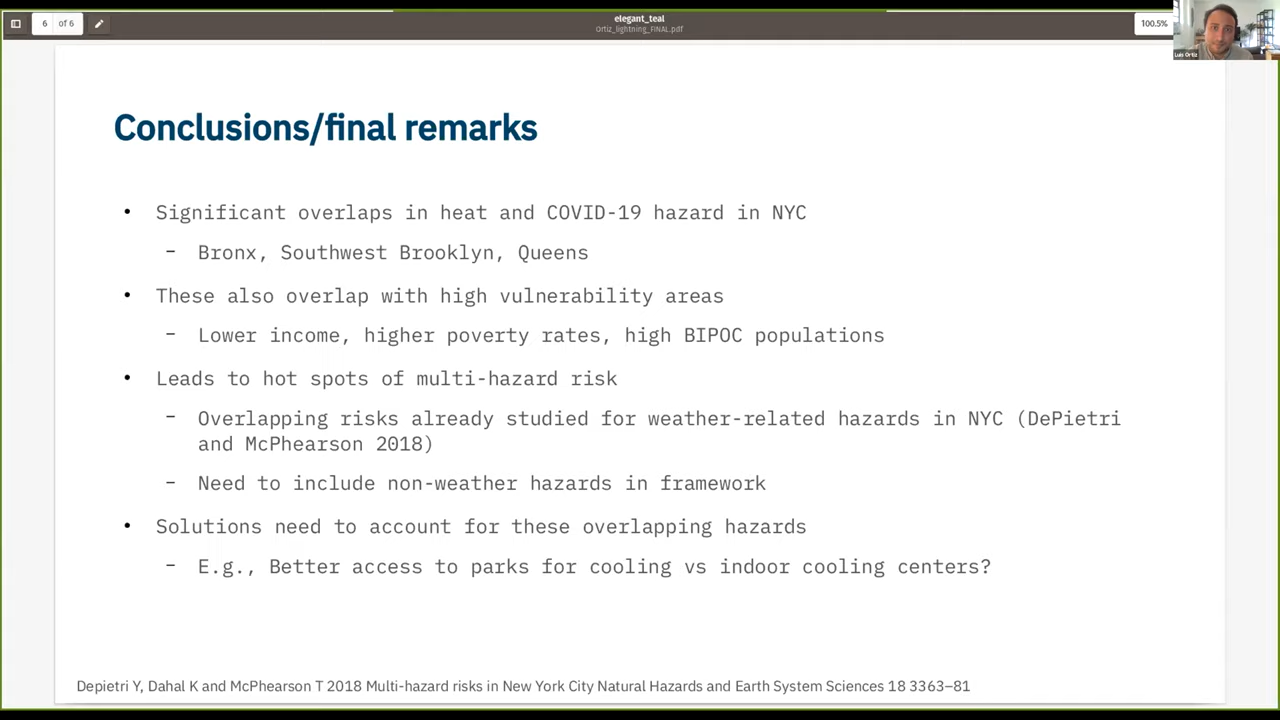 6 of 6
elegant_teal
Ortiz_lightning_FINAL.pdf
100.5%
Luis Ortiz
Conclusions/final remarks
• Significant overlaps in heat and COVID-19 hazard in NYC
– Bronx, Southwest Brooklyn, Queens
• These also overlap with high vulnerability areas
– Lower income, higher poverty rates, high BIPOC populations
• Leads to hot spots of multi-hazard risk
– Overlapping risks already studied for weather-related hazards in NYC (DePietri
and McPhearson 2018)
– Need to include non-weather hazards in framework
• Solutions need to account for these overlapping hazards
– E.g., Better access to parks for cooling vs indoor cooling centers?
Depietri Y, Dahal K and McPhearson T 2018 Multi-hazard risks in New York City Natural Hazards and Earth System Sciences 18 3363–81